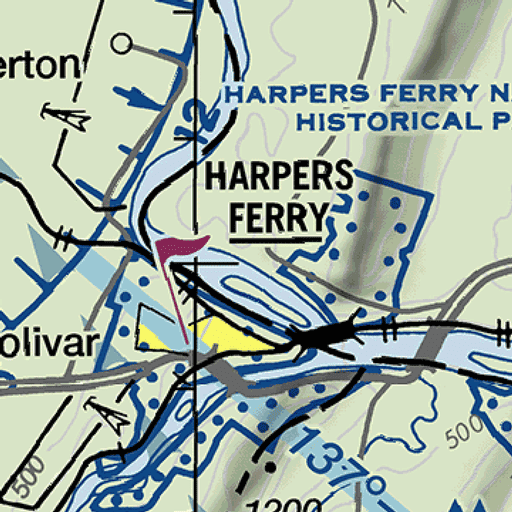 erton
HARPERS FERRY N
HISTORICAL P
HARPERS
FERRY
olivar
500
500
137°
1200